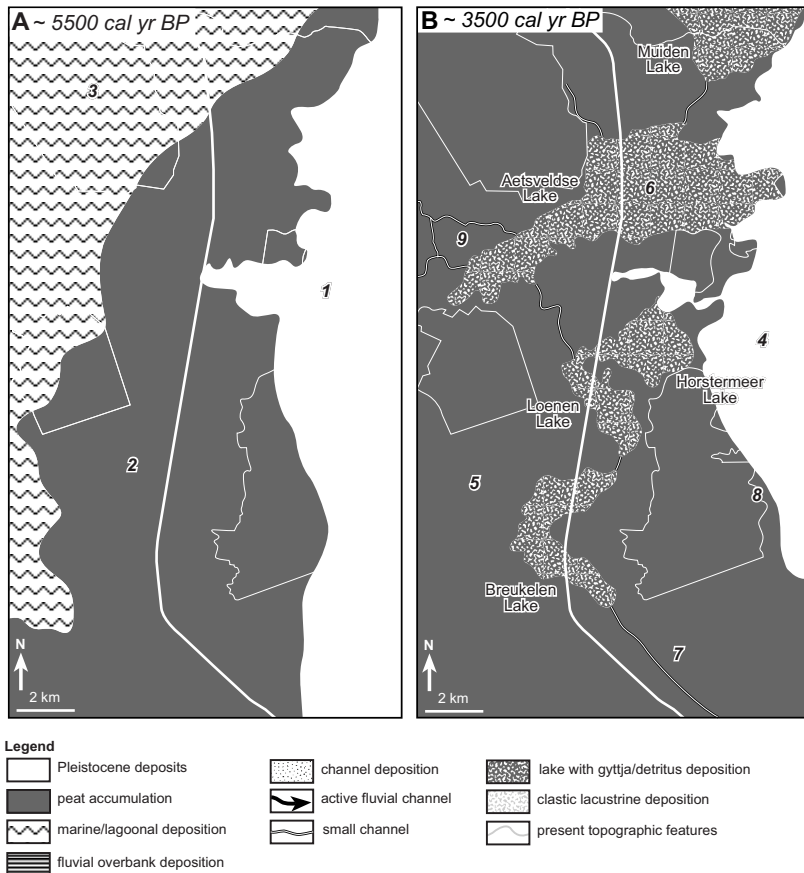 A ~ 5500 cal yr BP
3
1
2
N
2 km
B ~ 3500 cal yr BP
Muiden
Lake
Aetsveldse
Lake
6
9
4
Horstermeer
Lake
Loenen
Lake
5
8
Breukelen
Lake
7
N
2 km
Legend
Pleistocene deposits
peat accumulation
marine/lagoonal deposition
fluvial overbank deposition
channel deposition
active fluvial channel
small channel
lake with gyttja/detritus deposition
clastic lacustrine deposition
present topographic features